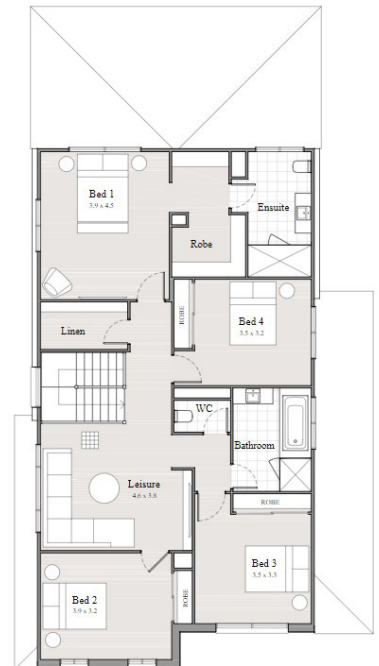 Bed 1
3.9 x 4.5
Ensuite
Robe
ROBE
Bed 4
3.5 x 3.2
Linen
WC
Bathroom
Leisure
4.6 x 3.8
ROBE
Bed 3
3.5 x 3.3
Bed 2
3.9 x 3.2
ROBE